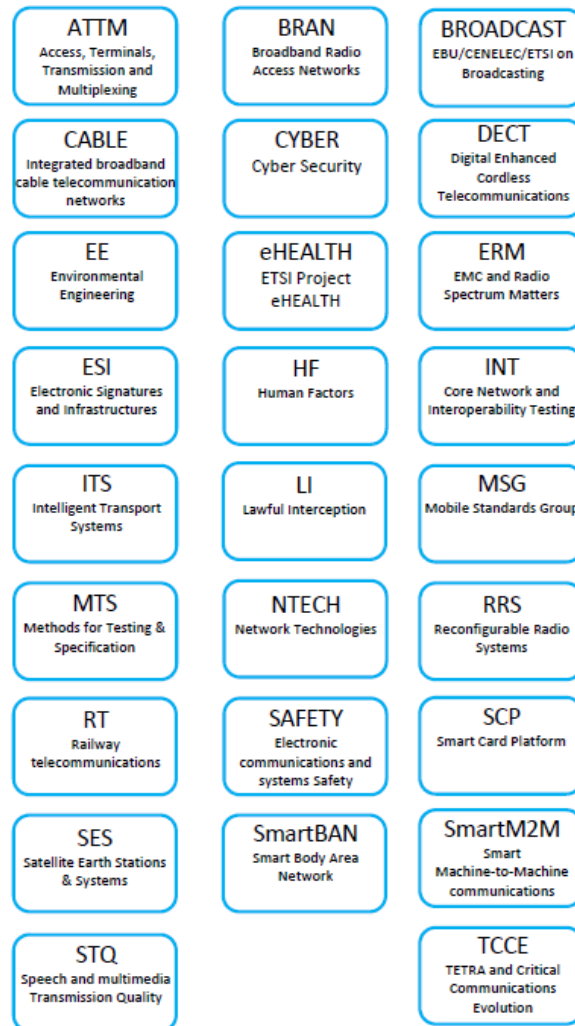 ATTM
Access, Terminals,
Transmission and
Multiplexing
BRAN
Broadband Radio
Access Networks
BROADCAST
EBU/CENELEC/ETSI on
Broadcasting
CABLE
Integrated broadband
cable telecommunication
networks
CYBER
Cyber Security
DECT
Digital Enhanced
Cordless
Telecommunications
EE
Environmental
Engineering
eHEALTH
ETSI Project
eHEALTH
ERM
EMC and Radio
Spectrum Matters
ESI
Electronic Signatures
and Infrastructures
HF
Human Factors
INT
Core Network and
Interoperability Testing
ITS
Intelligent Transport
Systems
LI
Lawful Interception
MSG
Mobile Standards Group
MTS
Methods for Testing &
Specification
NTECH
Network Technologies
RRS
Reconfigurable Radio
Systems
RT
Railway
telecommunications
SAFETY
Electronic
communications and
systems Safety
SCP
Smart Card Platform
SES
Satellite Earth Stations
& Systems
SmartBAN
Smart Body Area
Network
SmartM2M
Smart
Machine-to-Machine
communications
STQ
Speech and multimedia
Transmission Quality
TCCE
TETRA and Critical
Communications
Evolution